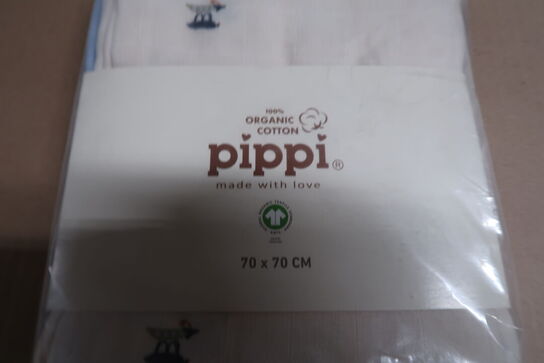 100%
ORGANIC
COTTON
pippi®
made with love
70 x 70 CM